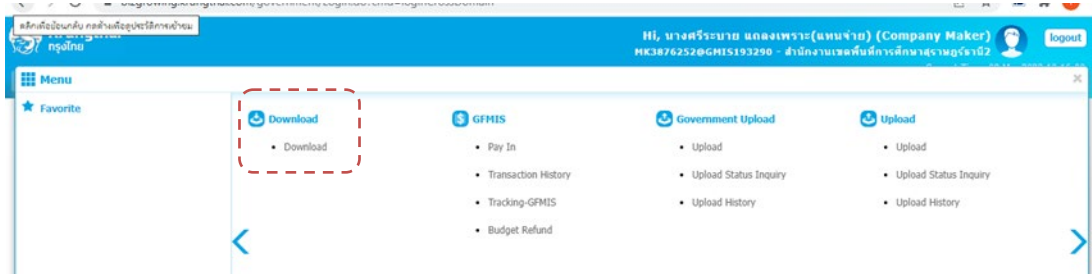 คลิกเพื่อย้อนกลับ กดค้างเพื่อดูประวัติการเข้าชม
กรุงไทย
Hi, นางศรีระบาย แถลงเพราะ(แทนจ่าย) (Company Maker)
MK3876252@GMIS193290 - สำนักงานเขตพื้นที่การศึกษาสุราษฎร์ธานี2
logout
Menu
Favorite
Download
Download
GFMIS
Pay In
Transaction History
Tracking-GFMIS
Budget Refund
Government Upload
Upload
Upload Status Inquiry
Upload History
Upload
Upload
Upload Status Inquiry
Upload History